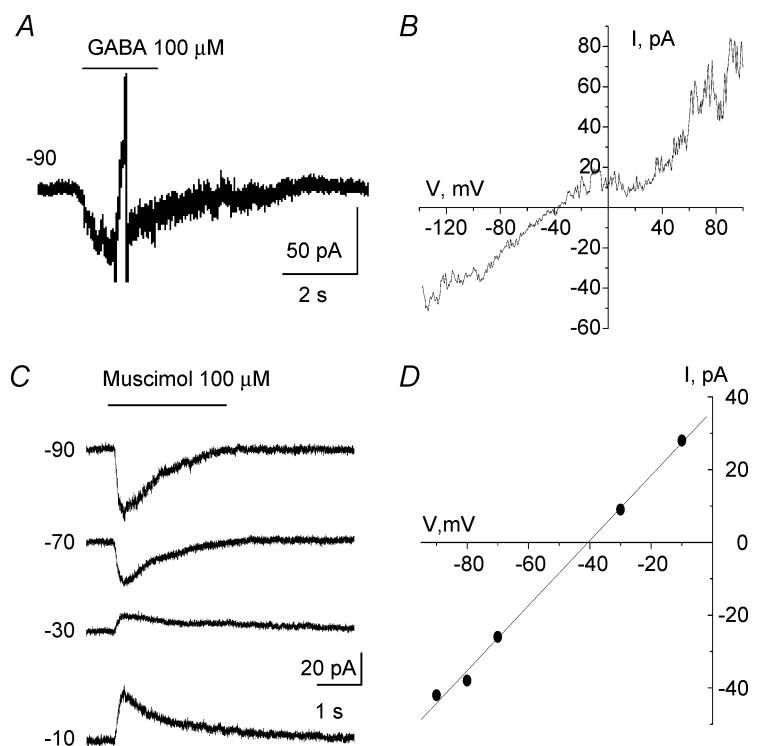 A
GABA 100 μM
-90
50 pA
2 s
B
I, pA
80
60
40
20
V, mV
-120 -80 -40 40 80
-20
-40
-60
C
Muscimol 100 μM
-90
-70
-30
20 pA
1 s
-10
D
I, pA
40
20
V,mV
0
-80 -60 -40 -20
-20
-40